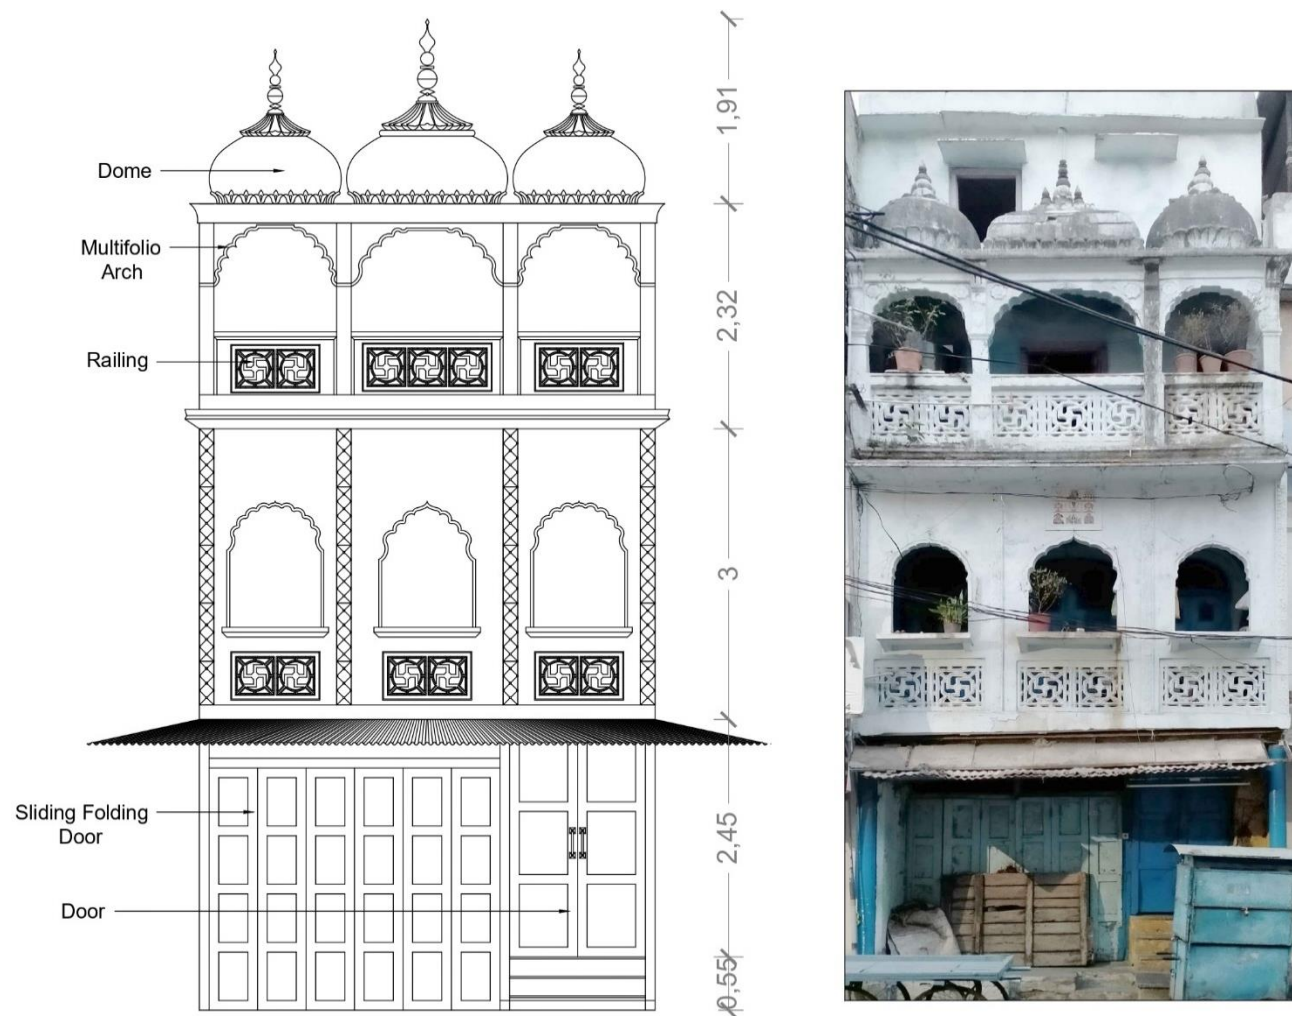 Dome
Multifolio
Arch
Railing
Sliding Folding
Door
Door
1,91
2,32
3
2,45
0,55